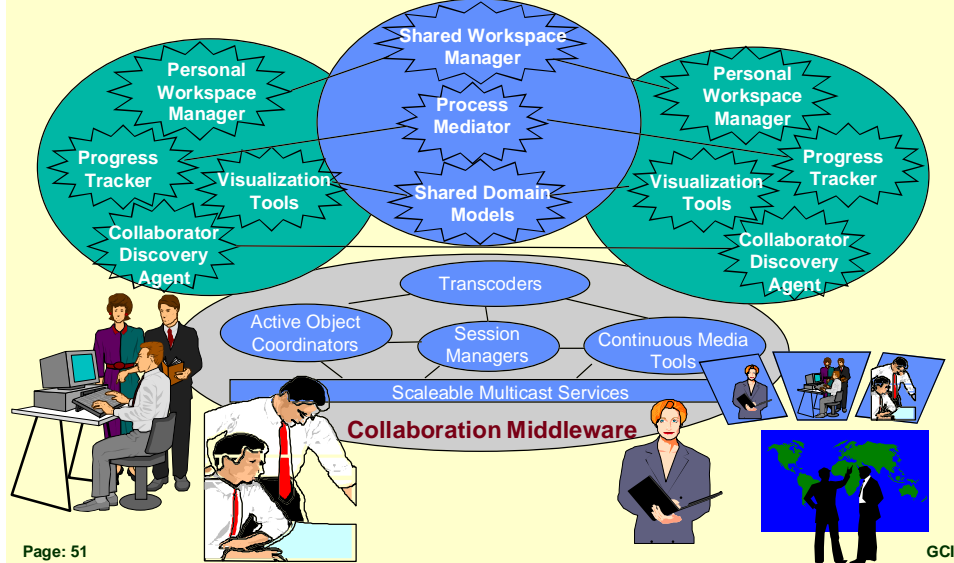 Shared Workspace
Manager
Personal
Workspace
Manager
Personal
Workspace
Manager
Process
Mediator
Progress
Tracker
Progress
Tracker
Visualization
Tools
Shared Domain
Models
Visualization
Tools
Collaborator
Discovery
Agent
Collaborator
Discovery
Agent
Transcoders
Active Object
Coordinators
Session
Managers
Continuous Media
Tools
Scaleable Multicast Services
Collaboration Middleware
Page: 51
GCI